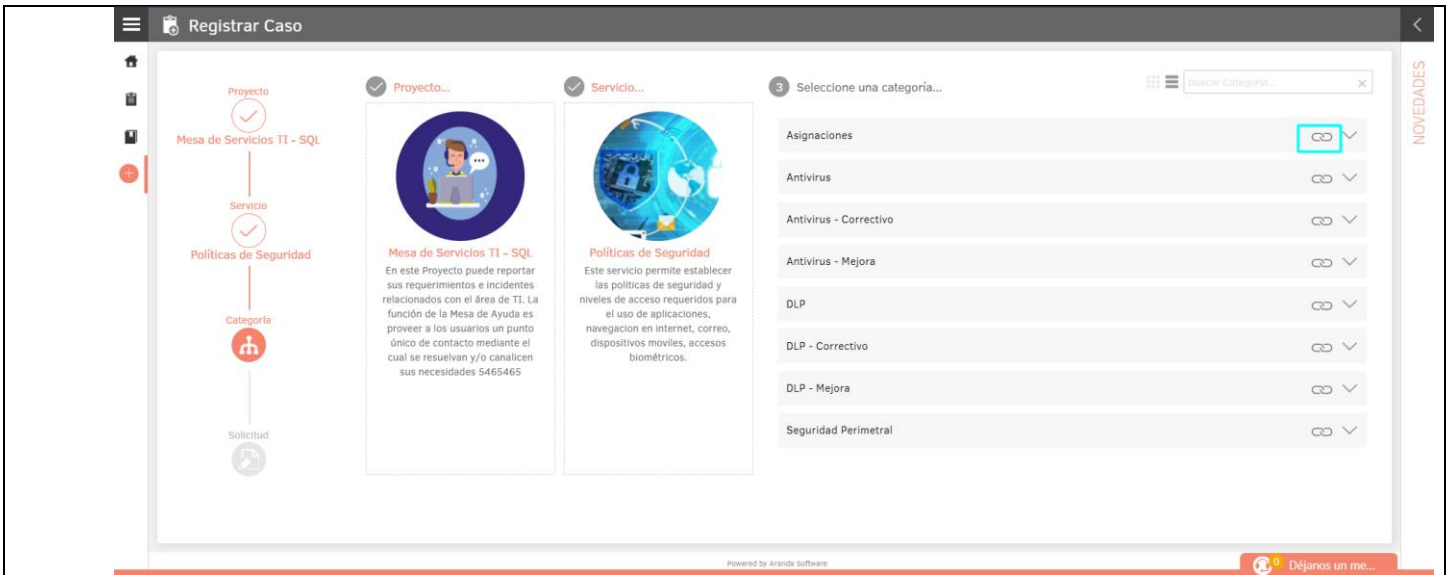 Registrar Caso
NOVEDADES
Proyecto
Mesa de Servicios TI - SQL
Servicio
Políticas de Seguridad
Categoría
Solicitud
Proyecto...
Mesa de Servicios TI - SQL
En este Proyecto puede reportar
sus requerimientos e incidentes
relacionados con el área de TI. La
función de la Mesa de Ayuda es
proveer a los usuarios un punto
único de contacto mediante el
cual se resuelvan y/o canalicen
sus necesidades 5465465
Servicio...
Políticas de Seguridad
Este servicio permite establecer
las politicas de seguridad y
niveles de acceso requeridos para
el uso de aplicaciones,
navegacion en internet, correo,
dispositivos moviles, accesos
biométricos.
3 Seleccione una categoría...
Buscar Categoría...
Asignaciones
Antivirus
Antivirus - Correctivo
Antivirus - Mejora
DLP
DLP - Correctivo
DLP - Mejora
Seguridad Perimetral
Powered by Aranda Software
0 Déjanos un me...